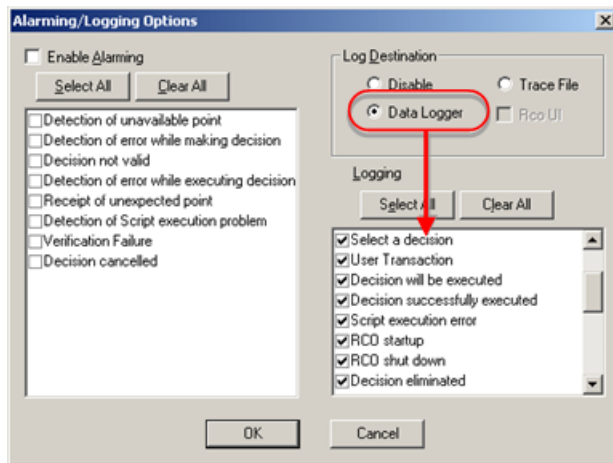 Alarming/Logging Options
Enable Alarming
Select All
Clear All
Detection of unavailable point
Detection of error while making decision
Decision not valid
Detection of error while executing decision
Receipt of unexpected point
Detection of Script execution problem
Verification Failure
Decision cancelled
Log Destination
Disable
Trace File
Data Logger
Rco UI
Logging
Select All
Clear All
Select a decision
User Transaction
Decision will be executed
Decision successfully executed
Script execution error
RCO startup
RCO shut down
Decision eliminated
OK
Cancel